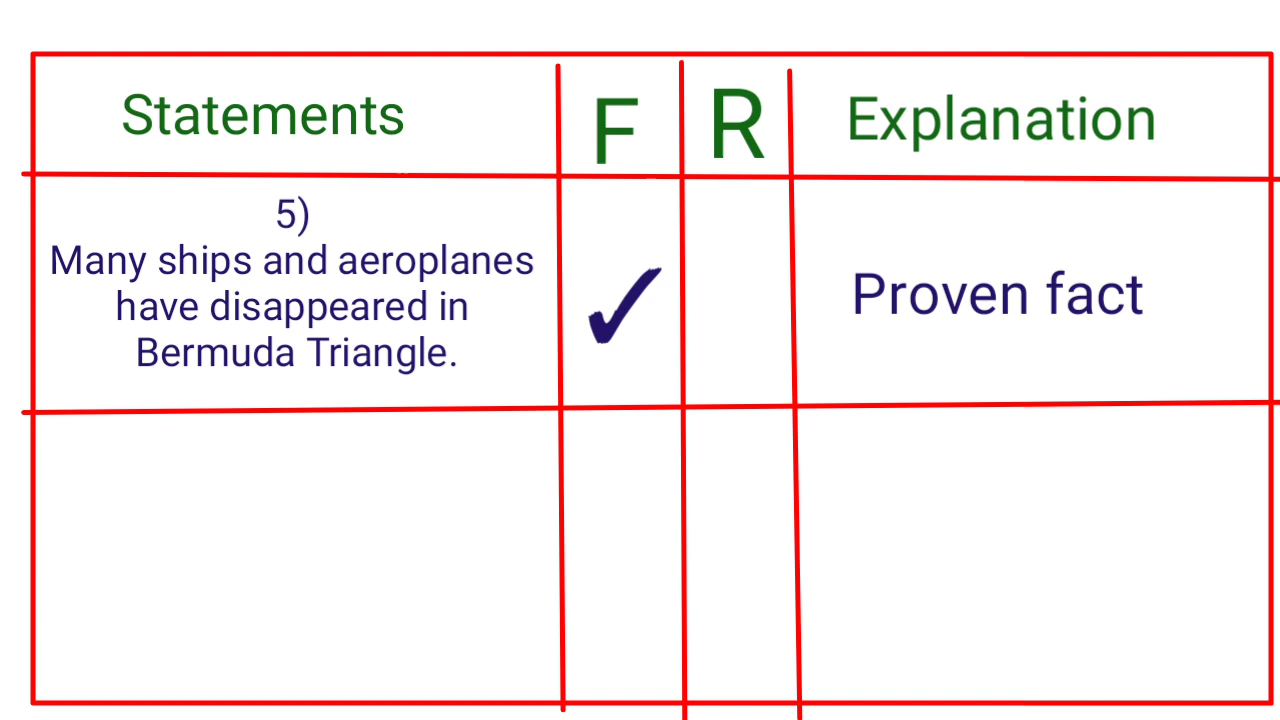 Statements F R Explanation
5)
Many ships and aeroplanes
have disappeared in
Bermuda Triangle.
✓
Proven fact